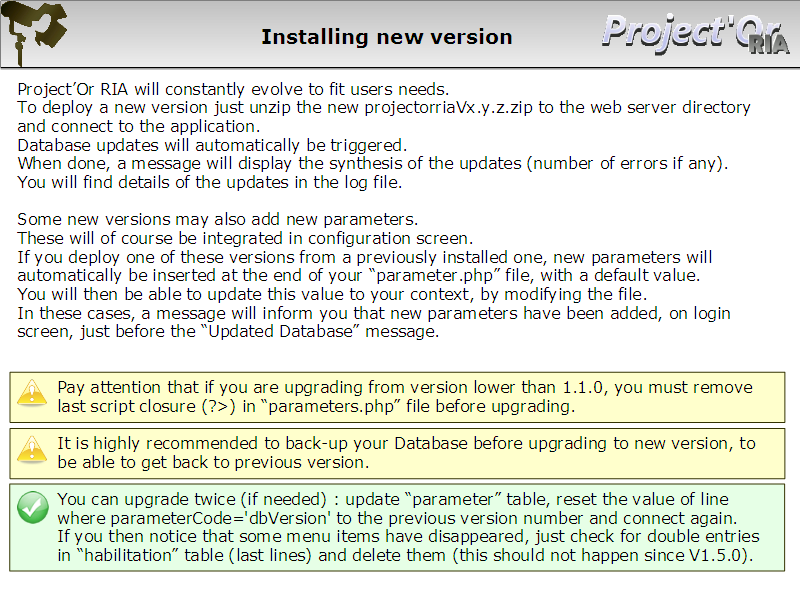 Installing new version
Project'Or
RIA
Project’Or RIA will constantly evolve to fit users needs.
To deploy a new version just unzip the new projectorriaVx.y.z.zip to the web server directory
and connect to the application.
Database updates will automatically be triggered.
When done, a message will display the synthesis of the updates (number of errors if any).
You will find details of the updates in the log file.
Some new versions may also add new parameters.
These will of course be integrated in configuration screen.
If you deploy one of these versions from a previously installed one, new parameters will
automatically be inserted at the end of your “parameter.php” file, with a default value.
You will then be able to update this value to your context, by modifying the file.
In these cases, a message will inform you that new parameters have been added, on login
screen, just before the “Updated Database” message.
Pay attention that if you are upgrading from version lower than 1.1.0, you must remove
last script closure (?>) in “parameters.php” file before upgrading.
It is highly recommended to back-up your Database before upgrading to new version, to
be able to get back to previous version.
You can upgrade twice (if needed) : update “parameter” table, reset the value of line
where parameterCode='dbVersion' to the previous version number and connect again.
If you then notice that some menu items have disappeared, just check for double entries
in “habilitation” table (last lines) and delete them (this should not happen since V1.5.0).